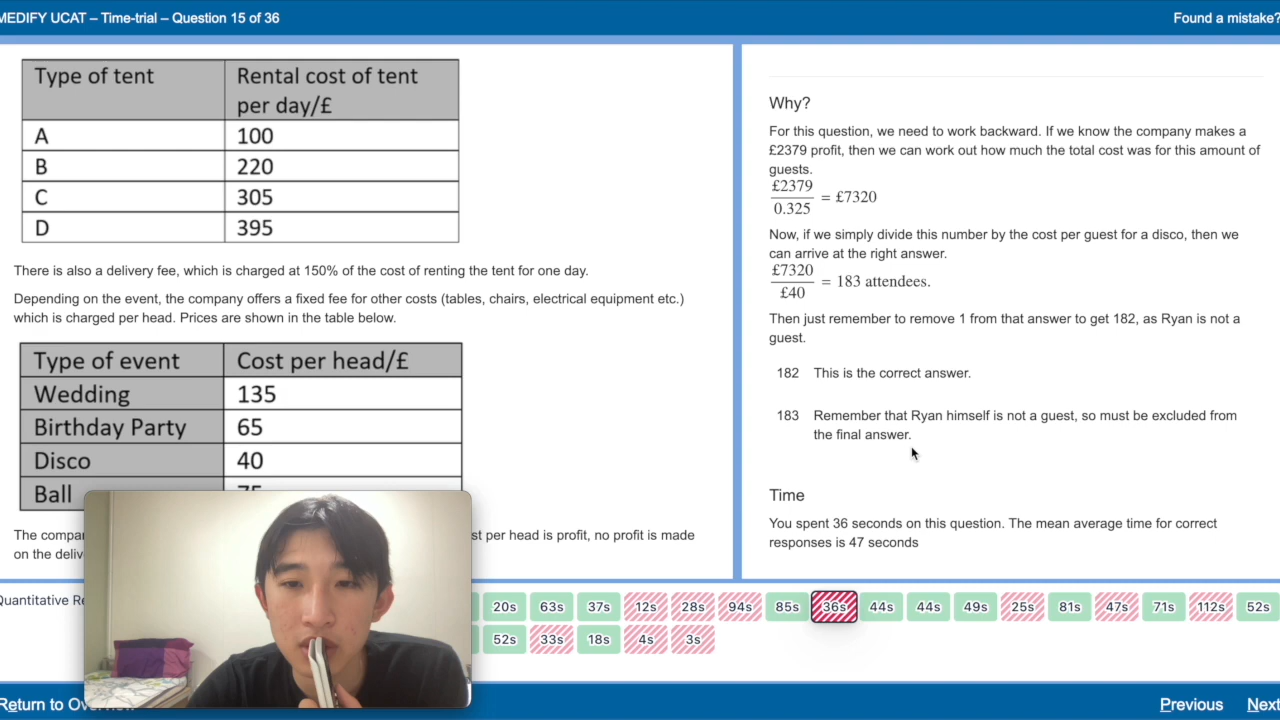 MEDIFY UCAT – Time-trial – Question 15 of 36
Found a mistake?
Type of tent
Rental cost of tent
per day/£
A 100
B 220
C 305
D 395
There is also a delivery fee, which is charged at 150% of the cost of renting the tent for one day.
Depending on the event, the company offers a fixed fee for other costs (tables, chairs, electrical equipment etc.)
which is charged per head. Prices are shown in the table below.
Type of event Cost per head/£
Wedding 135
Birthday Party 65
Disco 40
Ball
The st per head is profit, no profit is made
on the
Why?
For this question, we need to work backward. If we know the company makes a
£2379 profit, then we can work out how much the total cost was for this amount of
guests.
£2379
0.325
= £7320
Now, if we simply divide this number by the cost per guest for a disco, then we
can arrive at the right answer.
£7320
£40
= 183 attendees.
Then just remember to remove 1 from that answer to get 182, as Ryan is not a
guest.
182 This is the correct answer.
183 Remember that Ryan himself is not a guest, so must be excluded from
the final answer.
Time
You spent 36 seconds on this question. The mean average time for correct
responses is 47 seconds
Quantitative Re
20s 63s 37s 12s 28s 94s 85s 36s 44s 44s 49s 25s 81s 47s 71s 112s 52s
52s 33s 18s 4s 3s
Return to
Previous Next